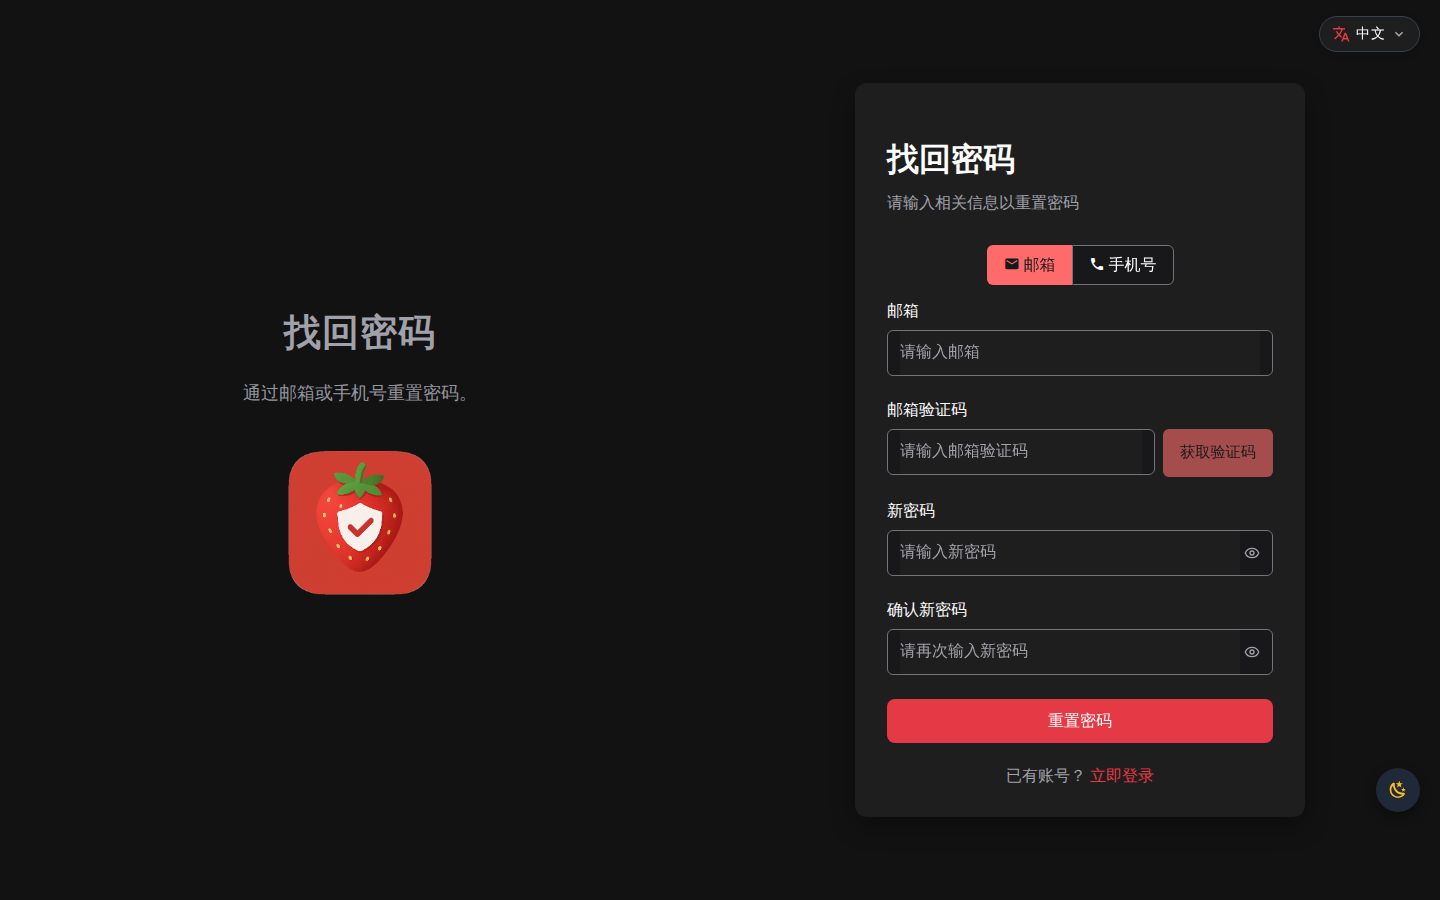 中文
找回密码
通过邮箱或手机号重置密码。
找回密码
请输入相关信息以重置密码
邮箱 手机号
邮箱
请输入邮箱
邮箱验证码
请输入邮箱验证码 获取验证码
新密码
请输入新密码
确认新密码
请再次输入新密码
重置密码
已有账号？ 立即登录